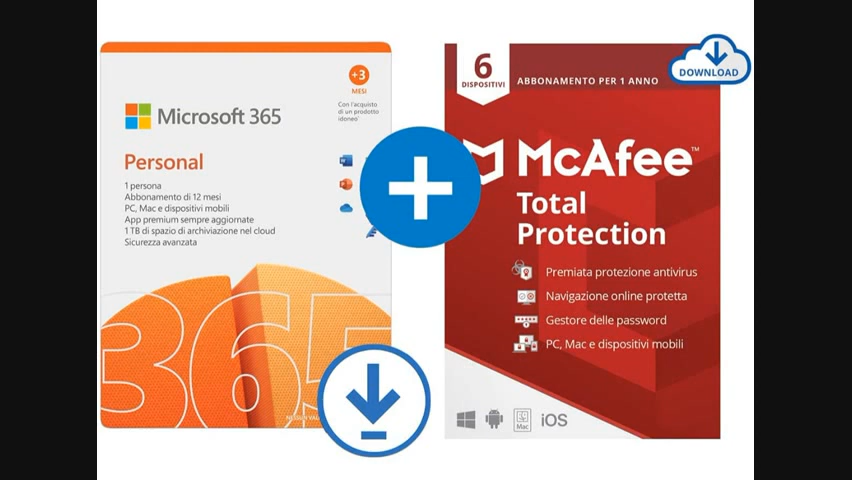 +3
MESI
Con l'acquisto
di un prodotto
idoneo
Microsoft 365
Personal
1 persona
Abbonamento di 12 mesi
PC, Mac e dispositivi mobili
App premium sempre aggiornate
1 TB di spazio di archiviazione nel cloud
Sicurezza avanzata
365
6
DISPOSITIVI
ABBONAMENTO PER 1 ANNO
DOWNLOAD
McAfee™
Total
Protection
Premiata protezione antivirus
Navigazione online protetta
Gestore delle password
PC, Mac e dispositivi mobili
Mac
iOS